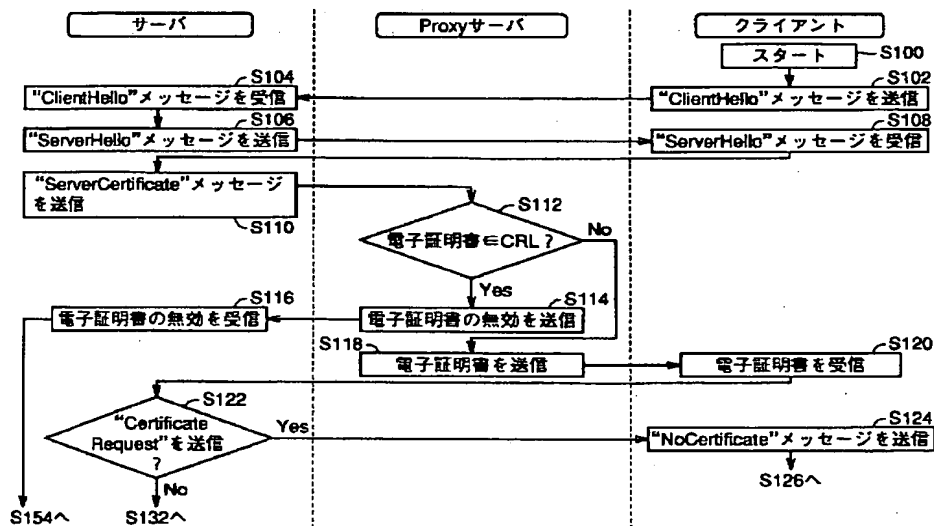 サーバ
Proxyサーバ
クライアント
スタート
S100
S104
"ClientHello"メッセージを受信
S102
"ClientHello"メッセージを送信
S106
"ServerHello"メッセージを送信
S108
"ServerHello"メッセージを受信
"ServerCertificate"メッセージ
を送信
S110
S112
電子証明書∈CRL?
No
Yes
S116
電子証明書の無効を受信
S114
電子証明書の無効を送信
S118
電子証明書を送信
S120
電子証明書を受信
S122
"Certificate
Request"を送信
?
Yes
No
S124
"NoCertificate"メッセージを送信
S126へ
S154へ
S132へ